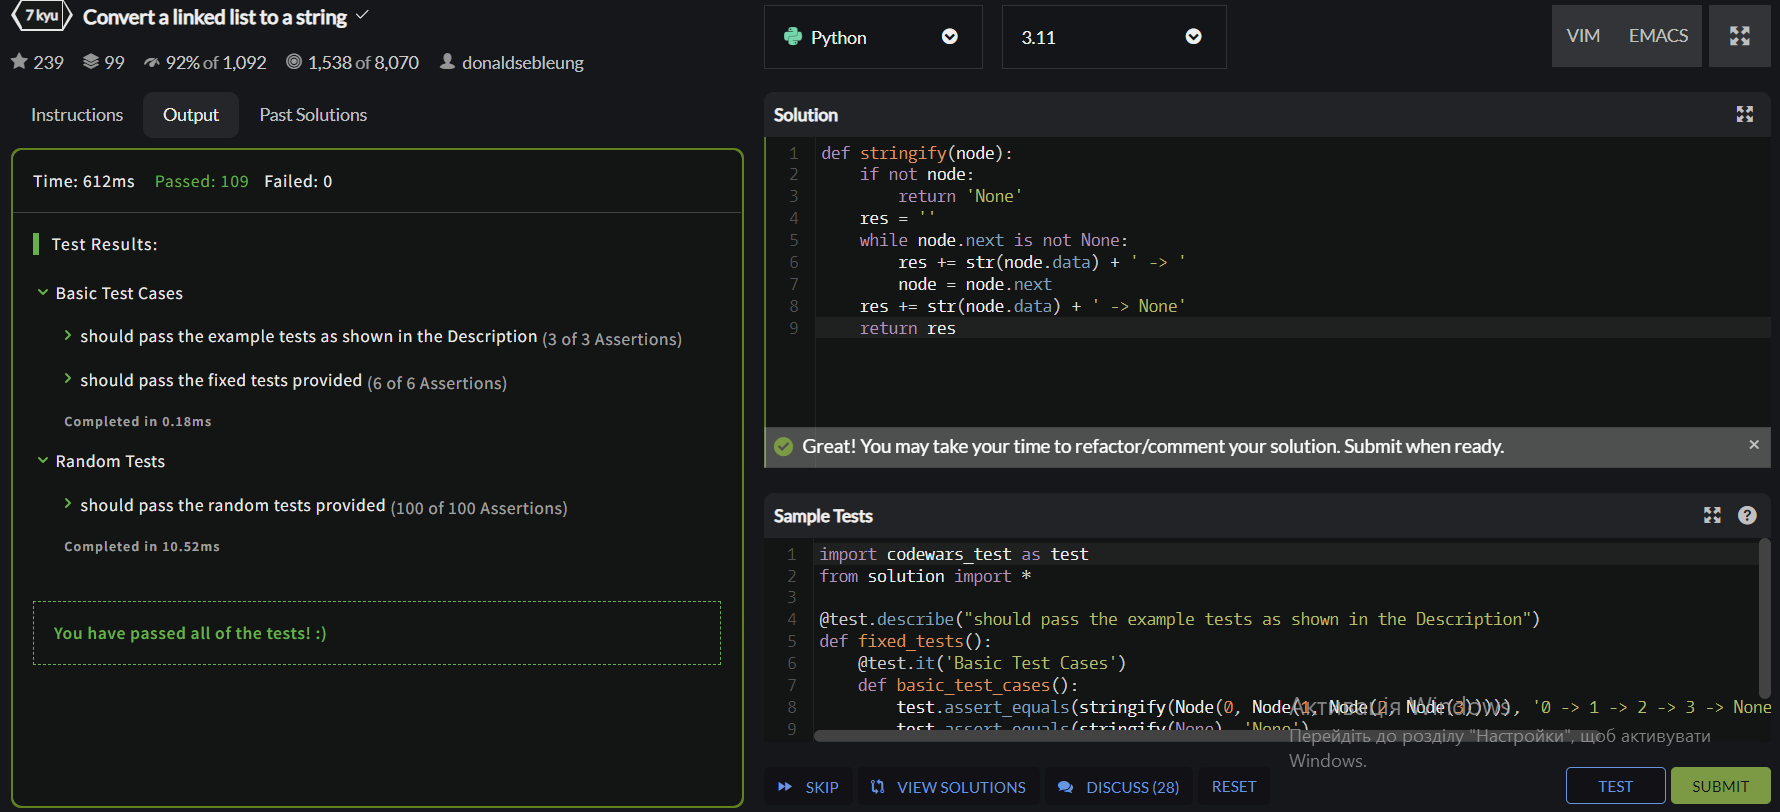 7 kyu Convert a linked list to a string
239 99 92% of 1,092 1,538 of 8,070 donaldsebleung
Instructions Output Past Solutions
Time: 612ms Passed: 109 Failed: 0
Test Results:
Basic Test Cases
should pass the example tests as shown in the Description (3 of 3 Assertions)
should pass the fixed tests provided (6 of 6 Assertions)
Completed in 0.18ms
Random Tests
should pass the random tests provided (100 of 100 Assertions)
Completed in 10.52ms
You have passed all of the tests! :)
Python 3.11 VIM EMACS
Solution
1 def stringify(node):
2 if not node:
3 return 'None'
4 res = ''
5 while node.next is not None:
6 res += str(node.data) + ' -> '
7 node = node.next
8 res += str(node.data) + ' -> None'
9 return res
Great! You may take your time to refactor/comment your solution. Submit when ready.
Sample Tests
1 import codewars_test as test
2 from solution import *
3
4 @test.describe("should pass the example tests as shown in the Description")
5 def fixed_tests():
6 @test.it('Basic Test Cases')
7 def basic_test_cases():
8 test.assert_equals(stringify(Node(0, Node(1, Node(2, Node(3))))), '0 -> 1 -> 2 -> 3 -> None
9 test.assert_equals(stringify(None), 'None')
Активація Windows
Перейдіть до розділу "Настройки", щоб активувати
Windows.
SKIP VIEW SOLUTIONS DISCUSS (28) RESET TEST SUBMIT